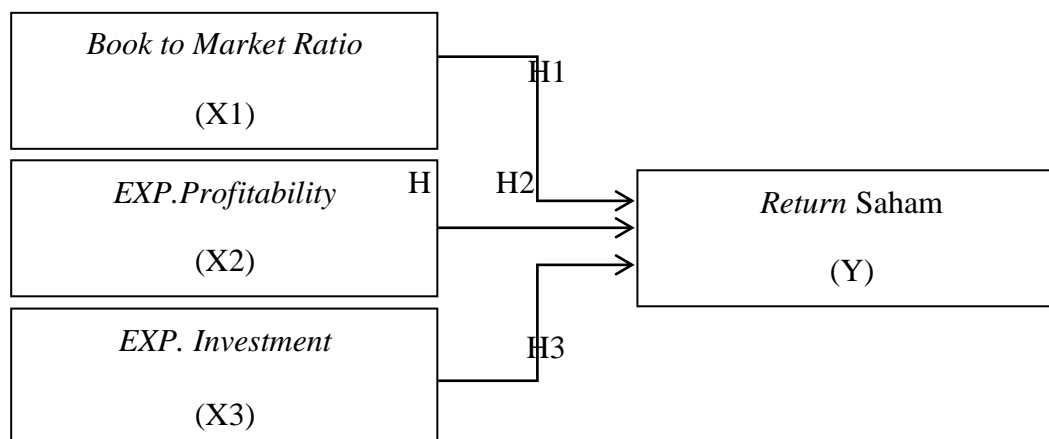 Book to Market Ratio
(X1)
H1
EXP.Profitability
(X2)
H
H2
Return Saham
(Y)
EXP. Investment
(X3)
H3